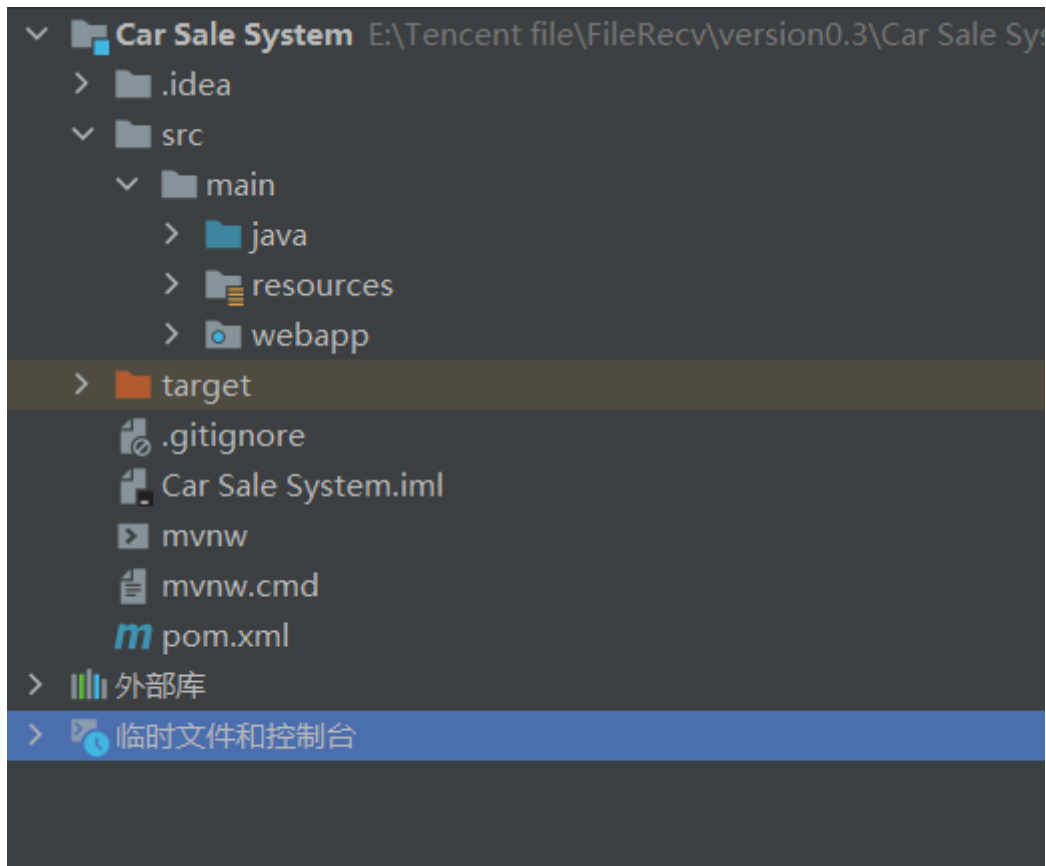 Car Sale System E:\Tencent file\FileRecv\version0.3\Car Sale Sys
.idea
src
main
java
resources
webapp
target
.gitignore
Car Sale System.iml
mvnw
mvnw.cmd
m pom.xml
外部库
临时文件和控制台